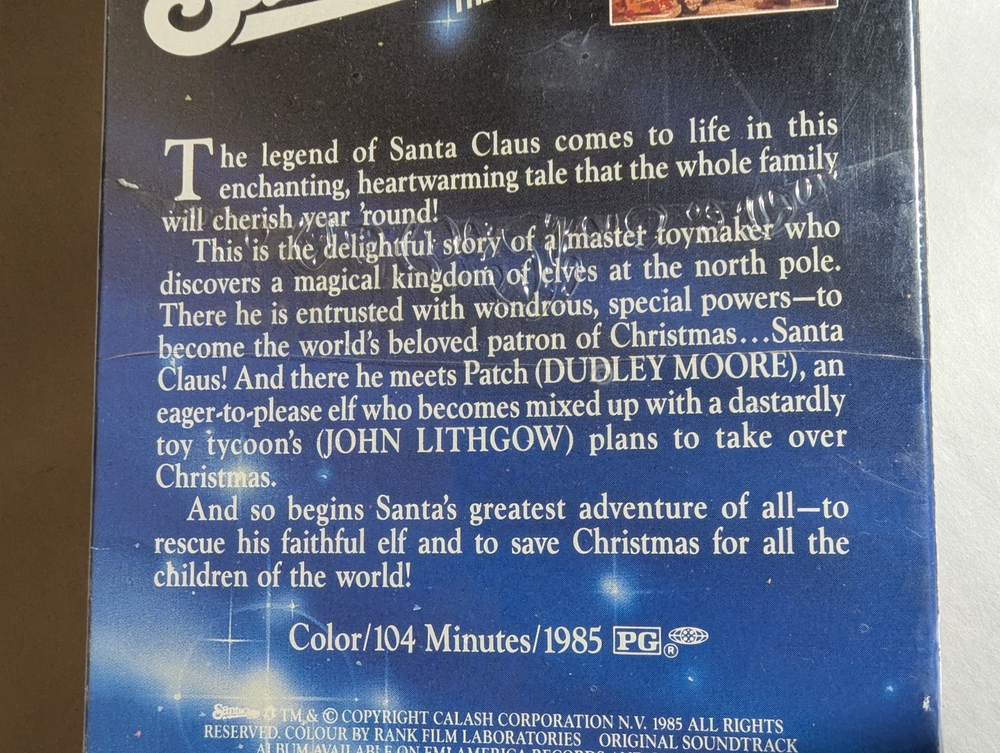 The legend of Santa Claus comes to life in this
enchanting, heartwarming tale that the whole family
will cherish year 'round!
This is the delightful story of a master toymaker who
discovers a magical kingdom of elves at the north pole.
There he is entrusted with wondrous, special powers—to
become the world's beloved patron of Christmas...Santa
Claus! And there he meets Patch (DUDLEY MOORE), an
eager-to-please elf who becomes mixed up with a dastardly
toy tycoon's (JOHN LITHGOW) plans to take over
Christmas.
And so begins Santa's greatest adventure of all—to
rescue his faithful elf and to save Christmas for all the
children of the world!
Color/104 Minutes/1985 PG ®
TM & © COPYRIGHT CALASH CORPORATION N.V. 1985 ALL RIGHTS
RESERVED. COLOUR BY RANK FILM LABORATORIES ORIGINAL SOUNDTRACK
ALBUM AVAILABLE ON EMI AMERICA RECORDS